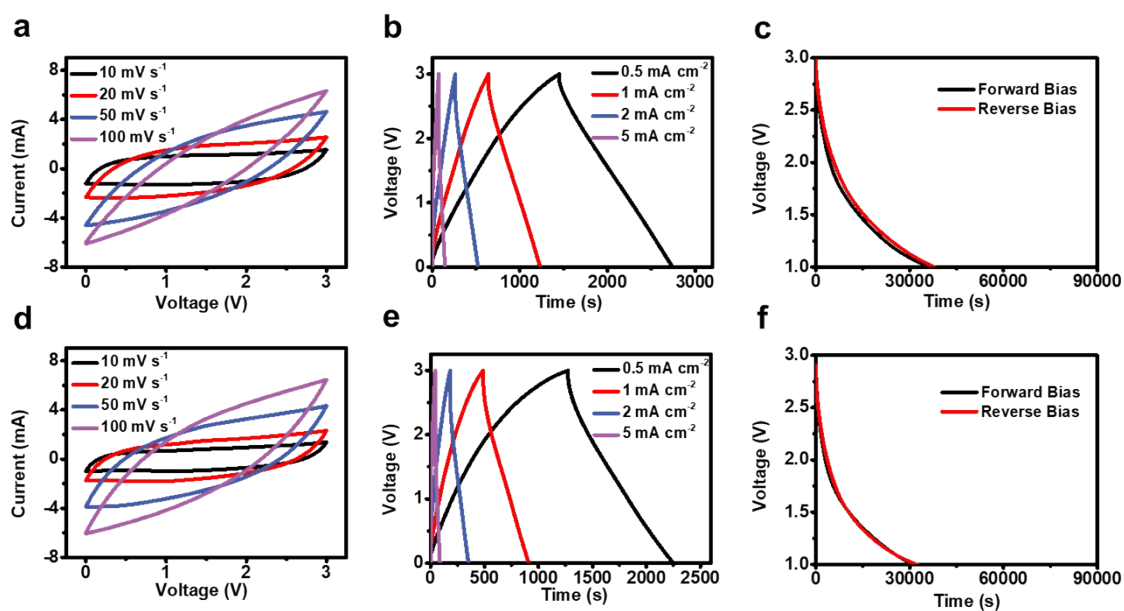 a
8
4
0
-4
-8
Current (mA)
10 mV s⁻¹
20 mV s⁻¹
50 mV s⁻¹
100 mV s⁻¹
0 1 2 3
Voltage (V)
b
3
2
1
0
Voltage (V)
0.5 mA cm⁻²
1 mA cm⁻²
2 mA cm⁻²
5 mA cm⁻²
0 1000 2000 3000
Time (s)
c
3.0
2.5
2.0
1.5
1.0
Voltage (V)
Forward Bias
Reverse Bias
0 30000 60000 90000
Time (s)
d
8
4
0
-4
-8
Current (mA)
10 mV s⁻¹
20 mV s⁻¹
50 mV s⁻¹
100 mV s⁻¹
0 1 2 3
Voltage (V)
e
3
2
1
0
Voltage (V)
0.5 mA cm⁻²
1 mA cm⁻²
2 mA cm⁻²
5 mA cm⁻²
0 500 1000 1500 2000 2500
Time (s)
f
3.0
2.5
2.0
1.5
1.0
Voltage (V)
Forward Bias
Reverse Bias
0 30000 60000 90000
Time (s)